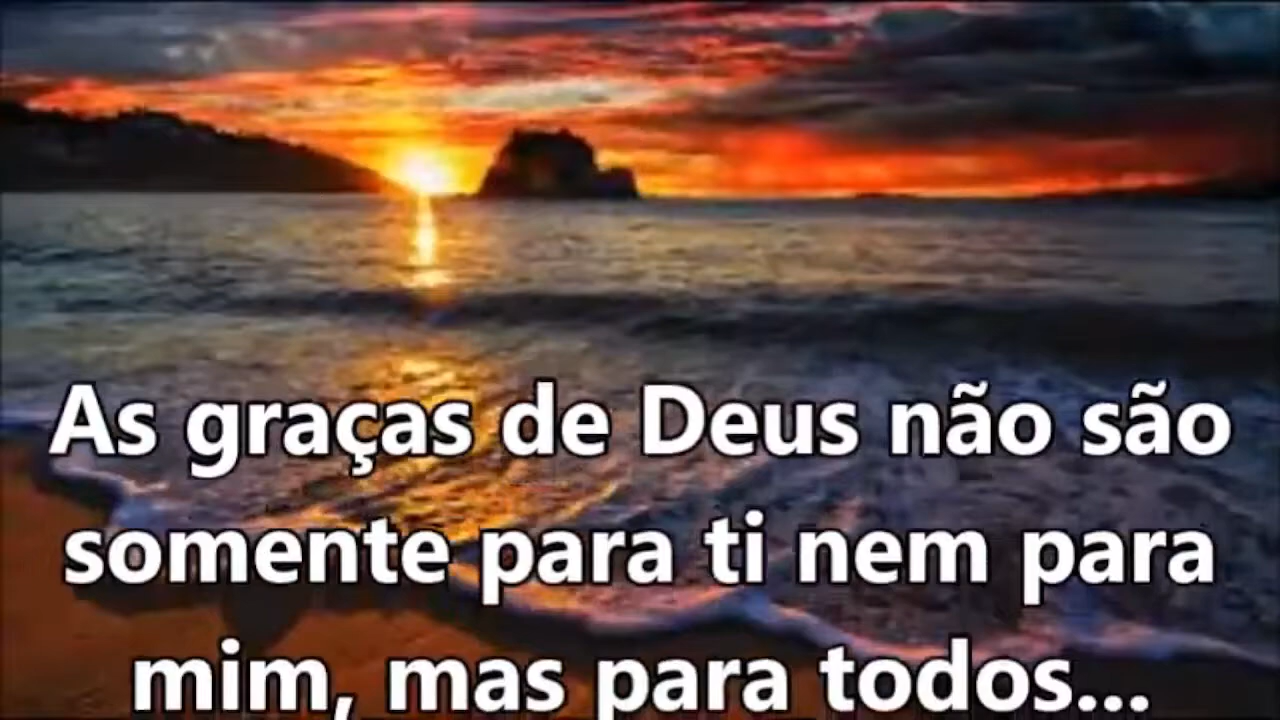 As graças de Deus não são
somente para ti nem para
mim, mas para todos...